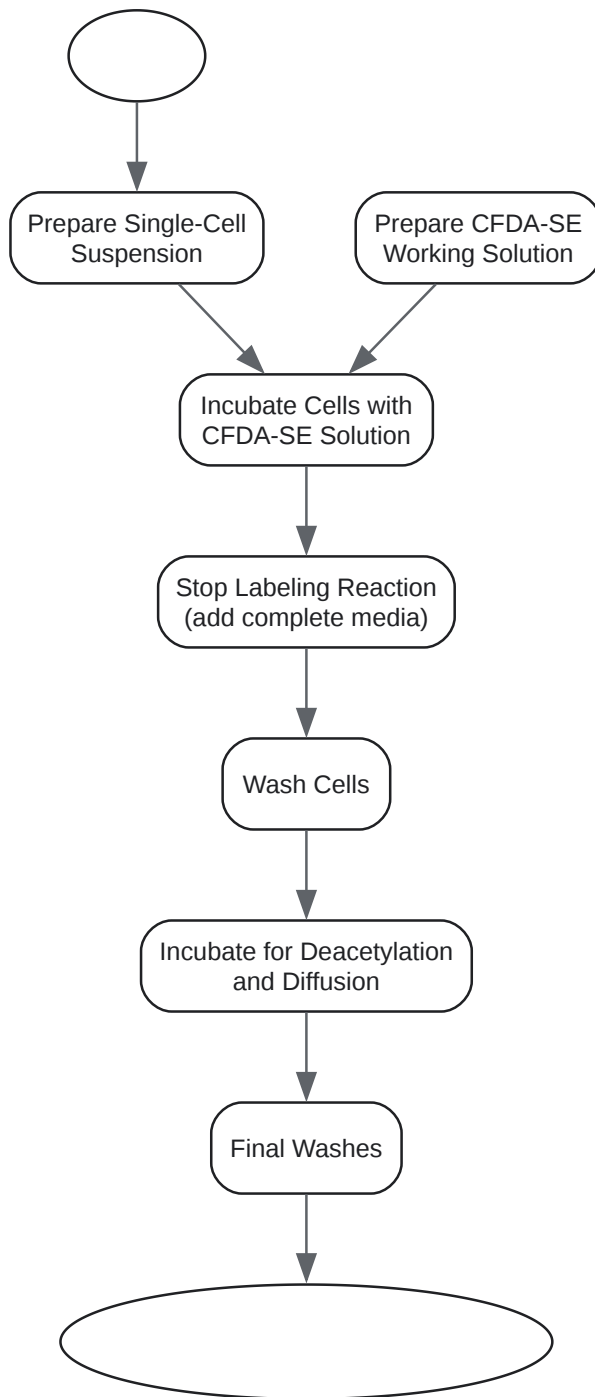 Prepare Single-Cell
Suspension
Prepare CFDA-SE
Working Solution
Incubate Cells with
CFDA-SE Solution
Stop Labeling Reaction
(add complete media)
Wash Cells
Incubate for Deacetylation
and Diffusion
Final Washes